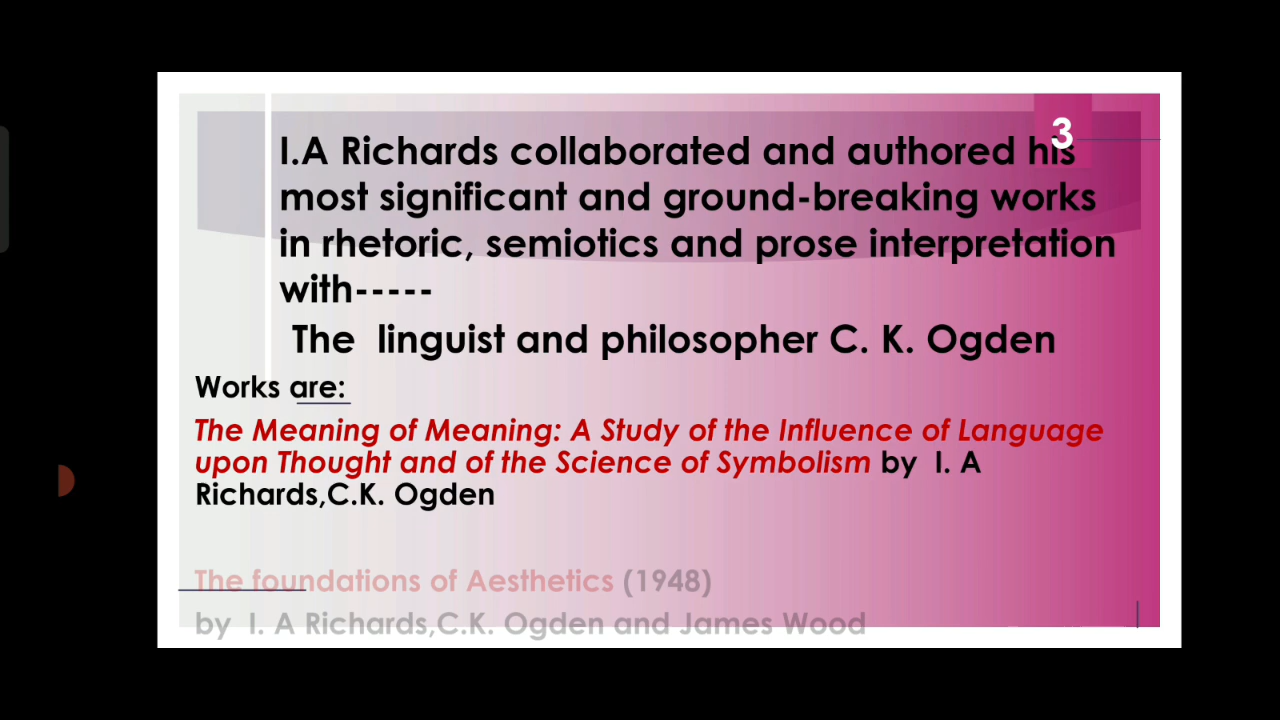 3
I.A Richards collaborated and authored his
most significant and ground-breaking works
in rhetoric, semiotics and prose interpretation
with-----
The linguist and philosopher C. K. Ogden
Works are:
The Meaning of Meaning: A Study of the Influence of Language
upon Thought and of the Science of Symbolism by I. A
Richards,C.K. Ogden
The foundations of Aesthetics (1948)
by I. A Richards,C.K. Ogden and James Wood